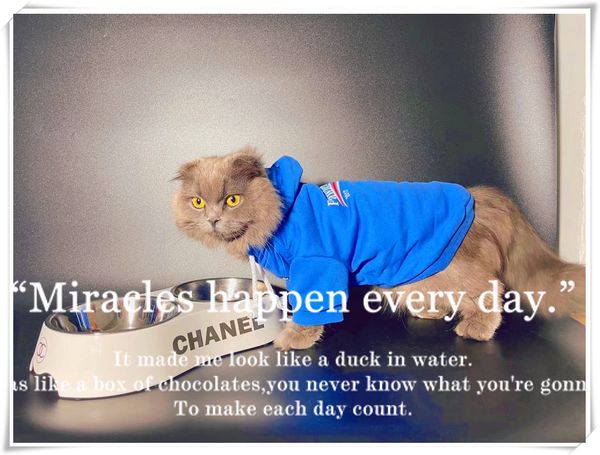 “Miracles happen every day.”
CHANEL
It made me look like a duck in water.
as like a box of chocolates,you never know what you're gonn
To make each day count.